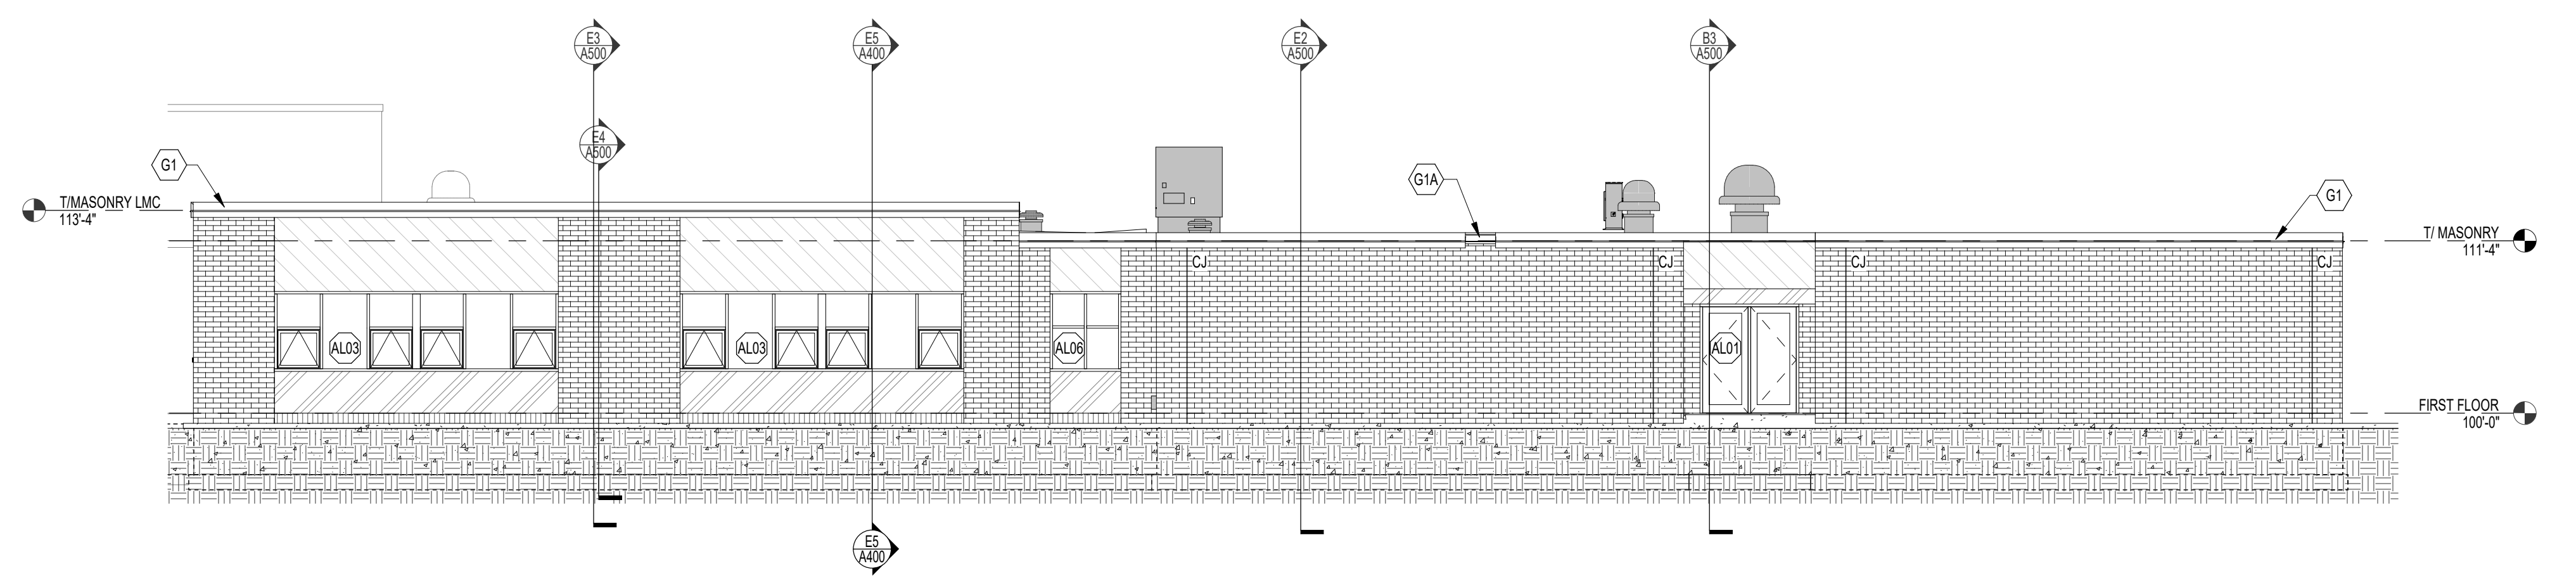 E3
A500
E5
A400
E2
A500
B3
A500
E4
A500
G1
G1A
G1
T/MASONRY LMC
113'-4"
T/ MASONRY
111'-4"
CJ
CJ
CJ
CJ
AL03
AL03
AL06
AL01
FIRST FLOOR
100'-0"
E5
A400